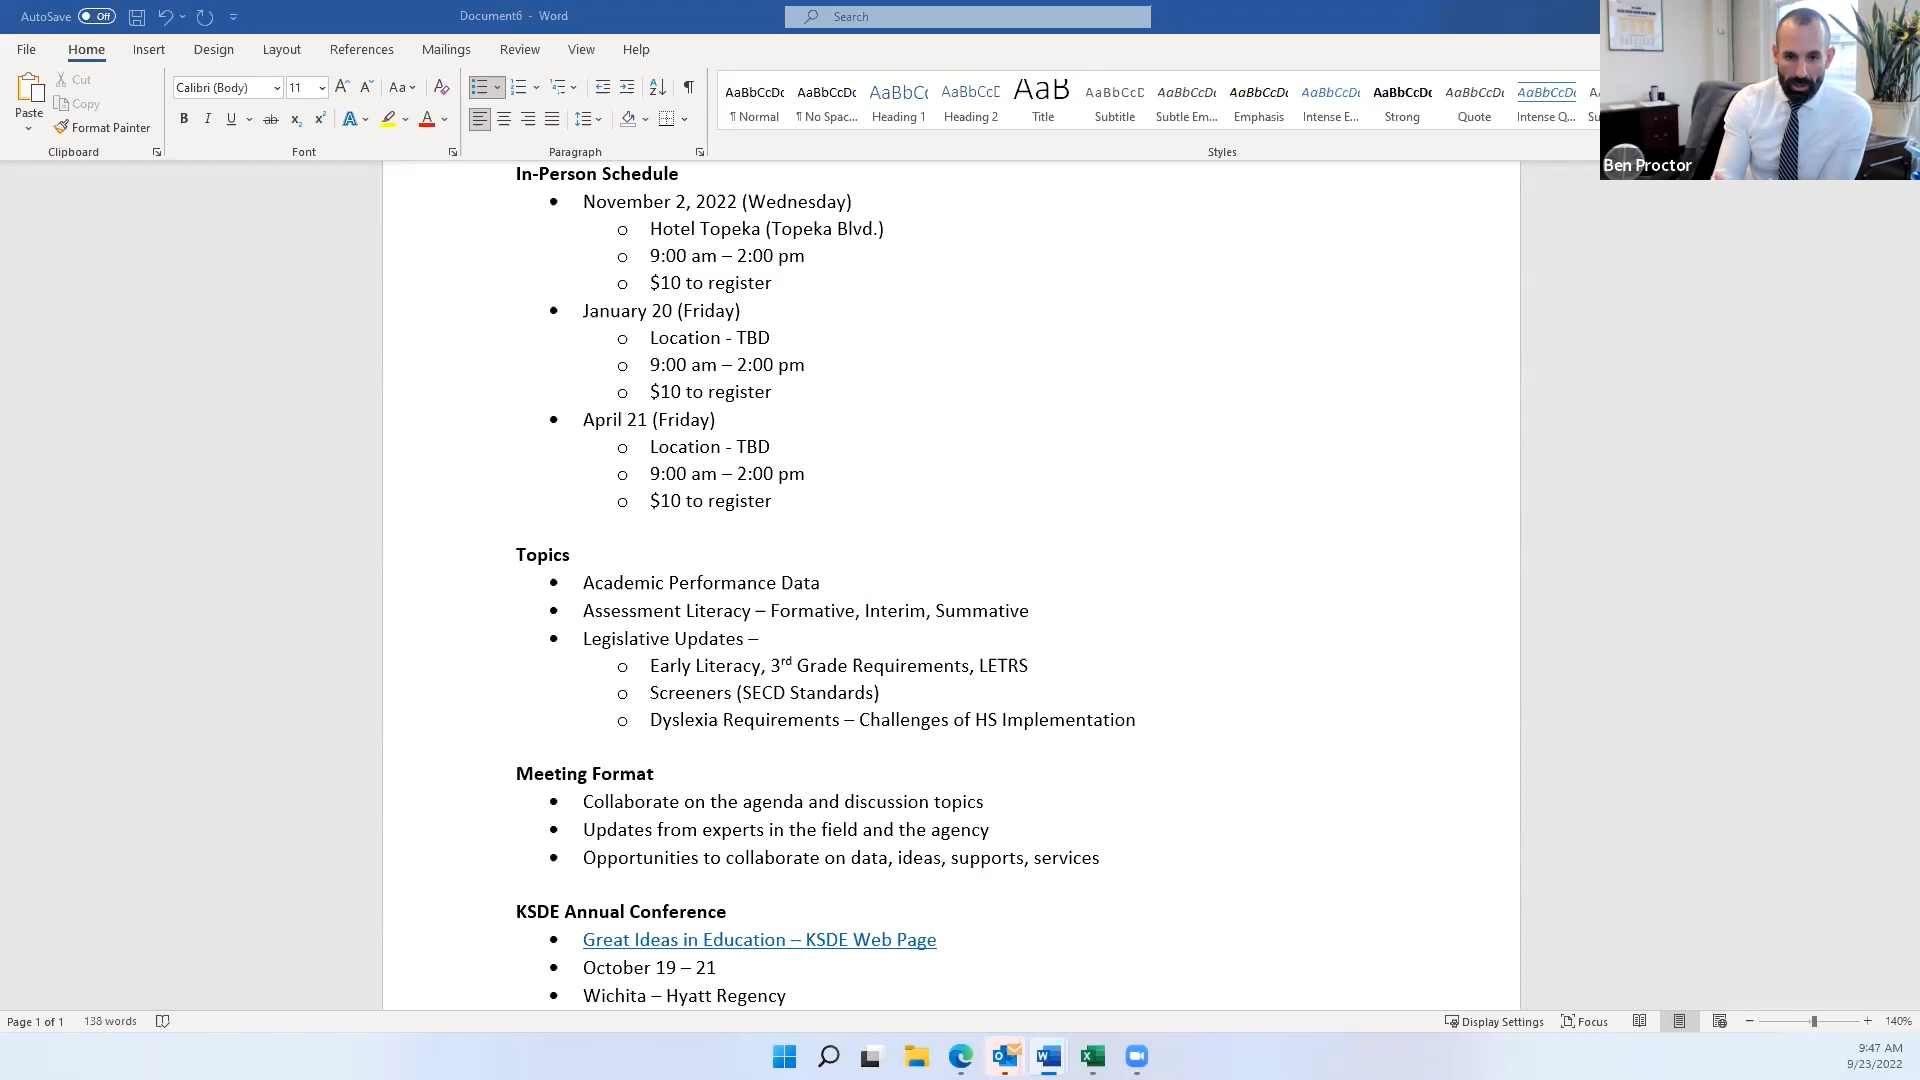 AutoSave Off Document6 - Word Search
File Home Insert Design Layout References Mailings Review View Help
Paste Cut Copy Format Painter Clipboard
Calibri (Body) 11 Aa Font
Paragraph
AaBbCcDc ¶ Normal
AaBbCcDc ¶ No Spac...
AaBbC Heading 1
AaBbCcD Heading 2
AaB Title
AaBbCcD Subtitle
AaBbCcDc Subtle Em...
AaBbCcDc Emphasis
AaBbCcDc Intense E...
AaBbCcDc Strong
AaBbCcDc Quote
AaBbCcDc Intense Q...
Styles
Ben Proctor
In-Person Schedule
• November 2, 2022 (Wednesday)
o Hotel Topeka (Topeka Blvd.)
o 9:00 am – 2:00 pm
o $10 to register
• January 20 (Friday)
o Location - TBD
o 9:00 am – 2:00 pm
o $10 to register
• April 21 (Friday)
o Location - TBD
o 9:00 am – 2:00 pm
o $10 to register
Topics
• Academic Performance Data
• Assessment Literacy – Formative, Interim, Summative
• Legislative Updates –
o Early Literacy, 3rd Grade Requirements, LETRS
o Screeners (SECD Standards)
o Dyslexia Requirements – Challenges of HS Implementation
Meeting Format
• Collaborate on the agenda and discussion topics
• Updates from experts in the field and the agency
• Opportunities to collaborate on data, ideas, supports, services
KSDE Annual Conference
• Great Ideas in Education – KSDE Web Page
• October 19 – 21
• Wichita – Hyatt Regency
Page 1 of 1 138 words Display Settings Focus 140%
9:47 AM
9/23/2022